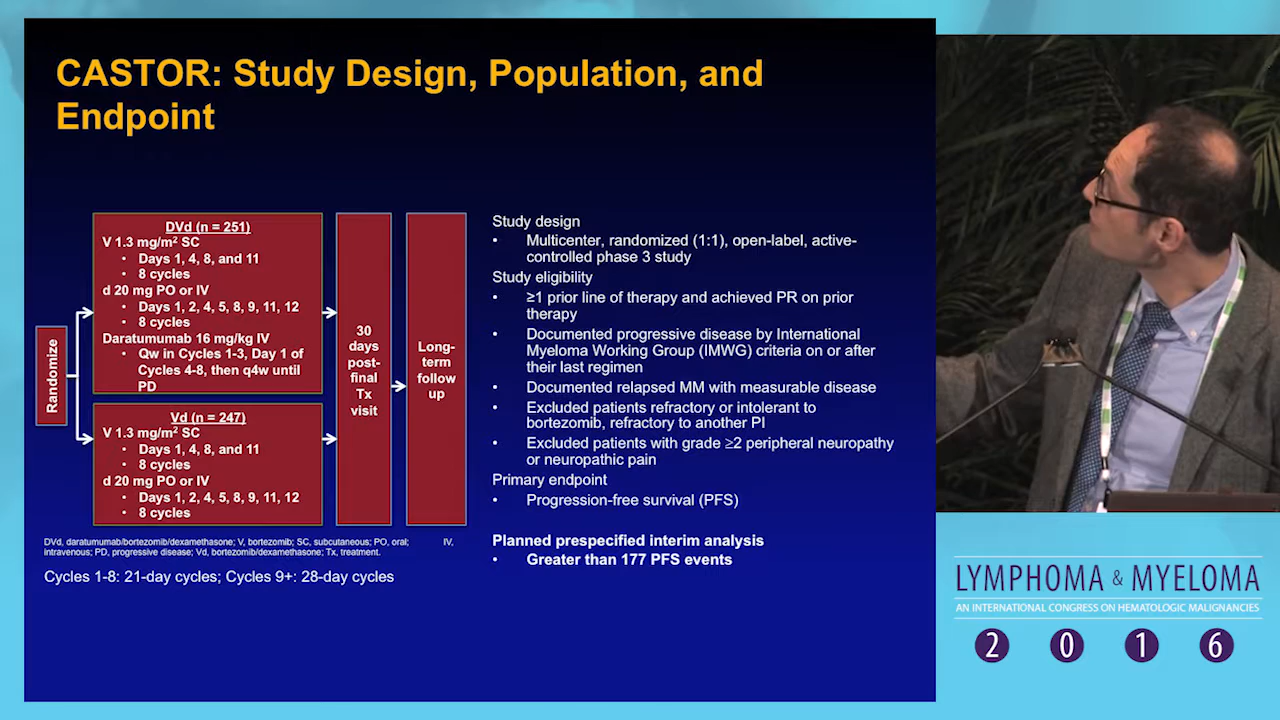 CASTOR: Study Design, Population, and
Endpoint
Randomize
DVd (n = 251)
V 1.3 mg/m² SC
• Days 1, 4, 8, and 11
• 8 cycles
d 20 mg PO or IV
• Days 1, 2, 4, 5, 8, 9, 11, 12
• 8 cycles
Daratumumab 16 mg/kg IV
• Qw in Cycles 1-3, Day 1 of
Cycles 4-8, then q4w until
PD
Vd (n = 247)
V 1.3 mg/m² SC
• Days 1, 4, 8, and 11
• 8 cycles
d 20 mg PO or IV
• Days 1, 2, 4, 5, 8, 9, 11, 12
• 8 cycles
30
days
post-
final
Tx
visit
Long-
term
follow
up
DVd, daratumumab/bortezomib/dexamethasone; V, bortezomib; SC, subcutaneous; PO, oral; IV,
intravenous; PD, progressive disease; Vd, bortezomib/dexamethasone; Tx, treatment.
Cycles 1-8: 21-day cycles; Cycles 9+: 28-day cycles
Study design
• Multicenter, randomized (1:1), open-label, active-
controlled phase 3 study
Study eligibility
• ≥1 prior line of therapy and achieved PR on prior
therapy
• Documented progressive disease by International
Myeloma Working Group (IMWG) criteria on or after
their last regimen
• Documented relapsed MM with measurable disease
• Excluded patients refractory or intolerant to
bortezomib, refractory to another PI
• Excluded patients with grade ≥2 peripheral neuropathy
or neuropathic pain
Primary endpoint
• Progression-free survival (PFS)
Planned prespecified interim analysis
• Greater than 177 PFS events
LYMPHOMA & MYELOMA
AN INTERNATIONAL CONGRESS ON HEMATOLOGIC MALIGNANCIES
2 0 1 6